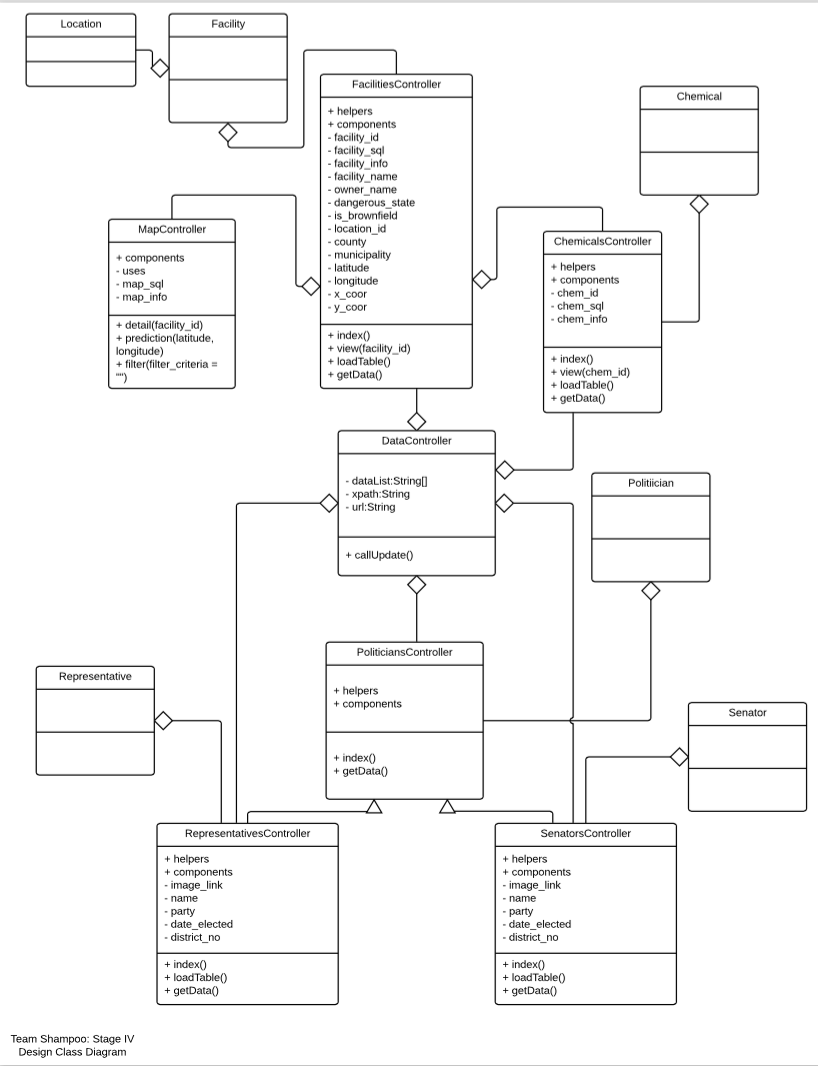 Location
Facility
FacilitiesController
+ helpers
+ components
- facility_id
- facility_sql
- facility_info
- facility_name
- owner_name
- dangerous_state
- is_brownfield
- location_id
- county
- municipality
- latitude
- longitude
- x_coor
- y_coor
+ index()
+ view(facility_id)
+ loadTable()
+ getData()
Chemical
MapController
+ components
- uses
- map_sql
- map_info
+ detail(facility_id)
+ prediction(latitude,
longitude)
+ filter(filter_criteria =
"")
ChemicalsController
+ helpers
+ components
- chem_id
- chem_sql
- chem_info
+ index()
+ view(chem_id)
+ loadTable()
+ getData()
DataController
- dataList:String[]
- xpath:String
- url:String
+ callUpdate()
Politiician
PoliticiansController
+ helpers
+ components
+ index()
+ getData()
Representative
Senator
RepresentativesController
+ helpers
+ components
- image_link
- name
- party
- date_elected
- district_no
+ index()
+ loadTable()
+ getData()
SenatorsController
+ helpers
+ components
- image_link
- name
- party
- date_elected
- district_no
+ index()
+ loadTable()
+ getData()
Team Shampoo: Stage IV
Design Class Diagram